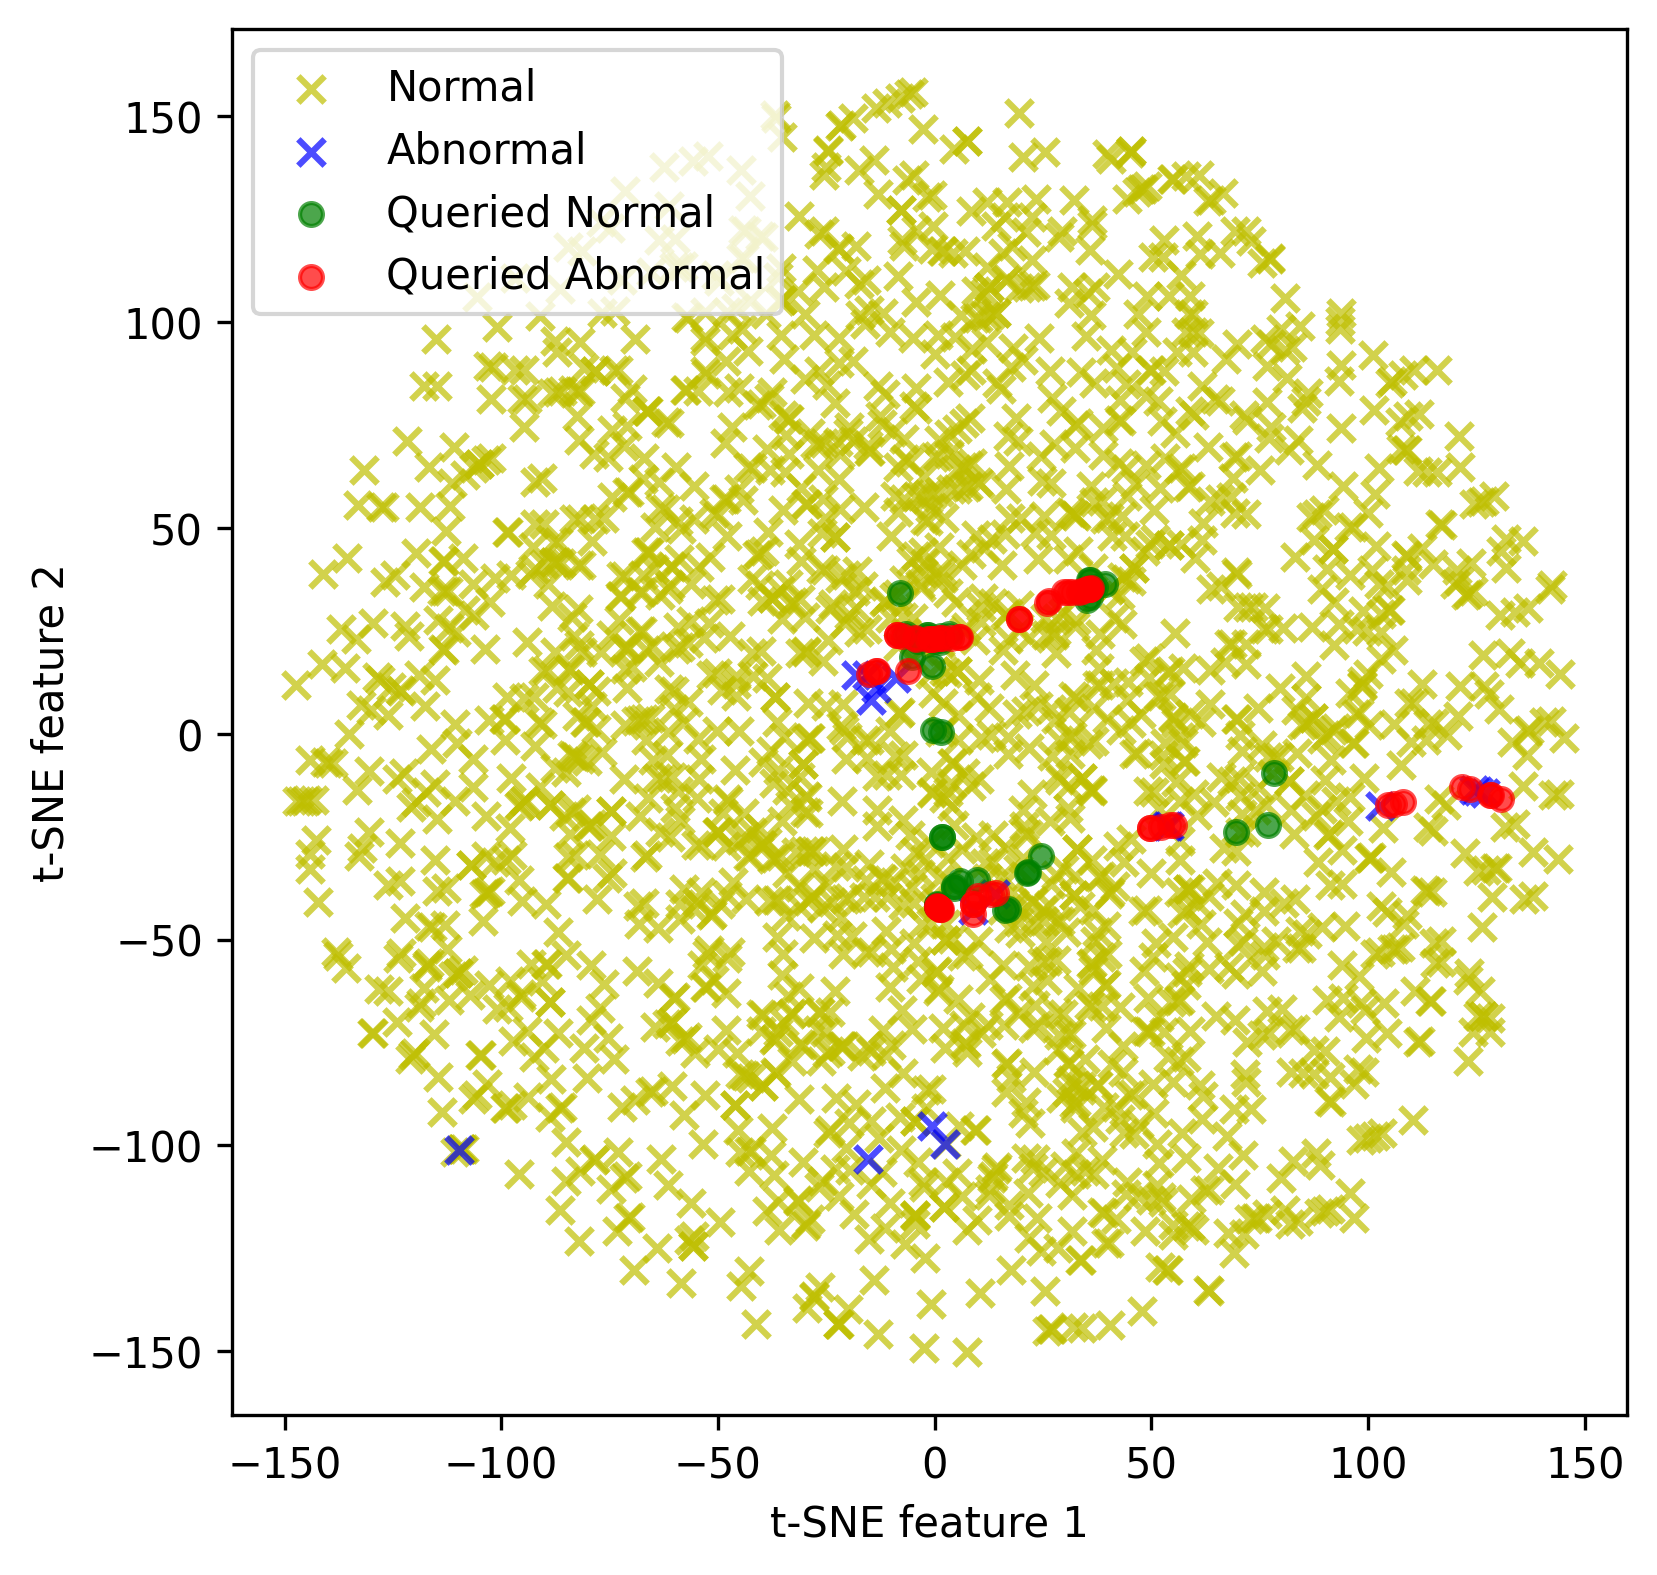 Normal
Abnormal
Queried Normal
Queried Abnormal
150
100
50
0
−50
−100
−150
t-SNE feature 2
−150 −100 −50 0 50 100 150
t-SNE feature 1